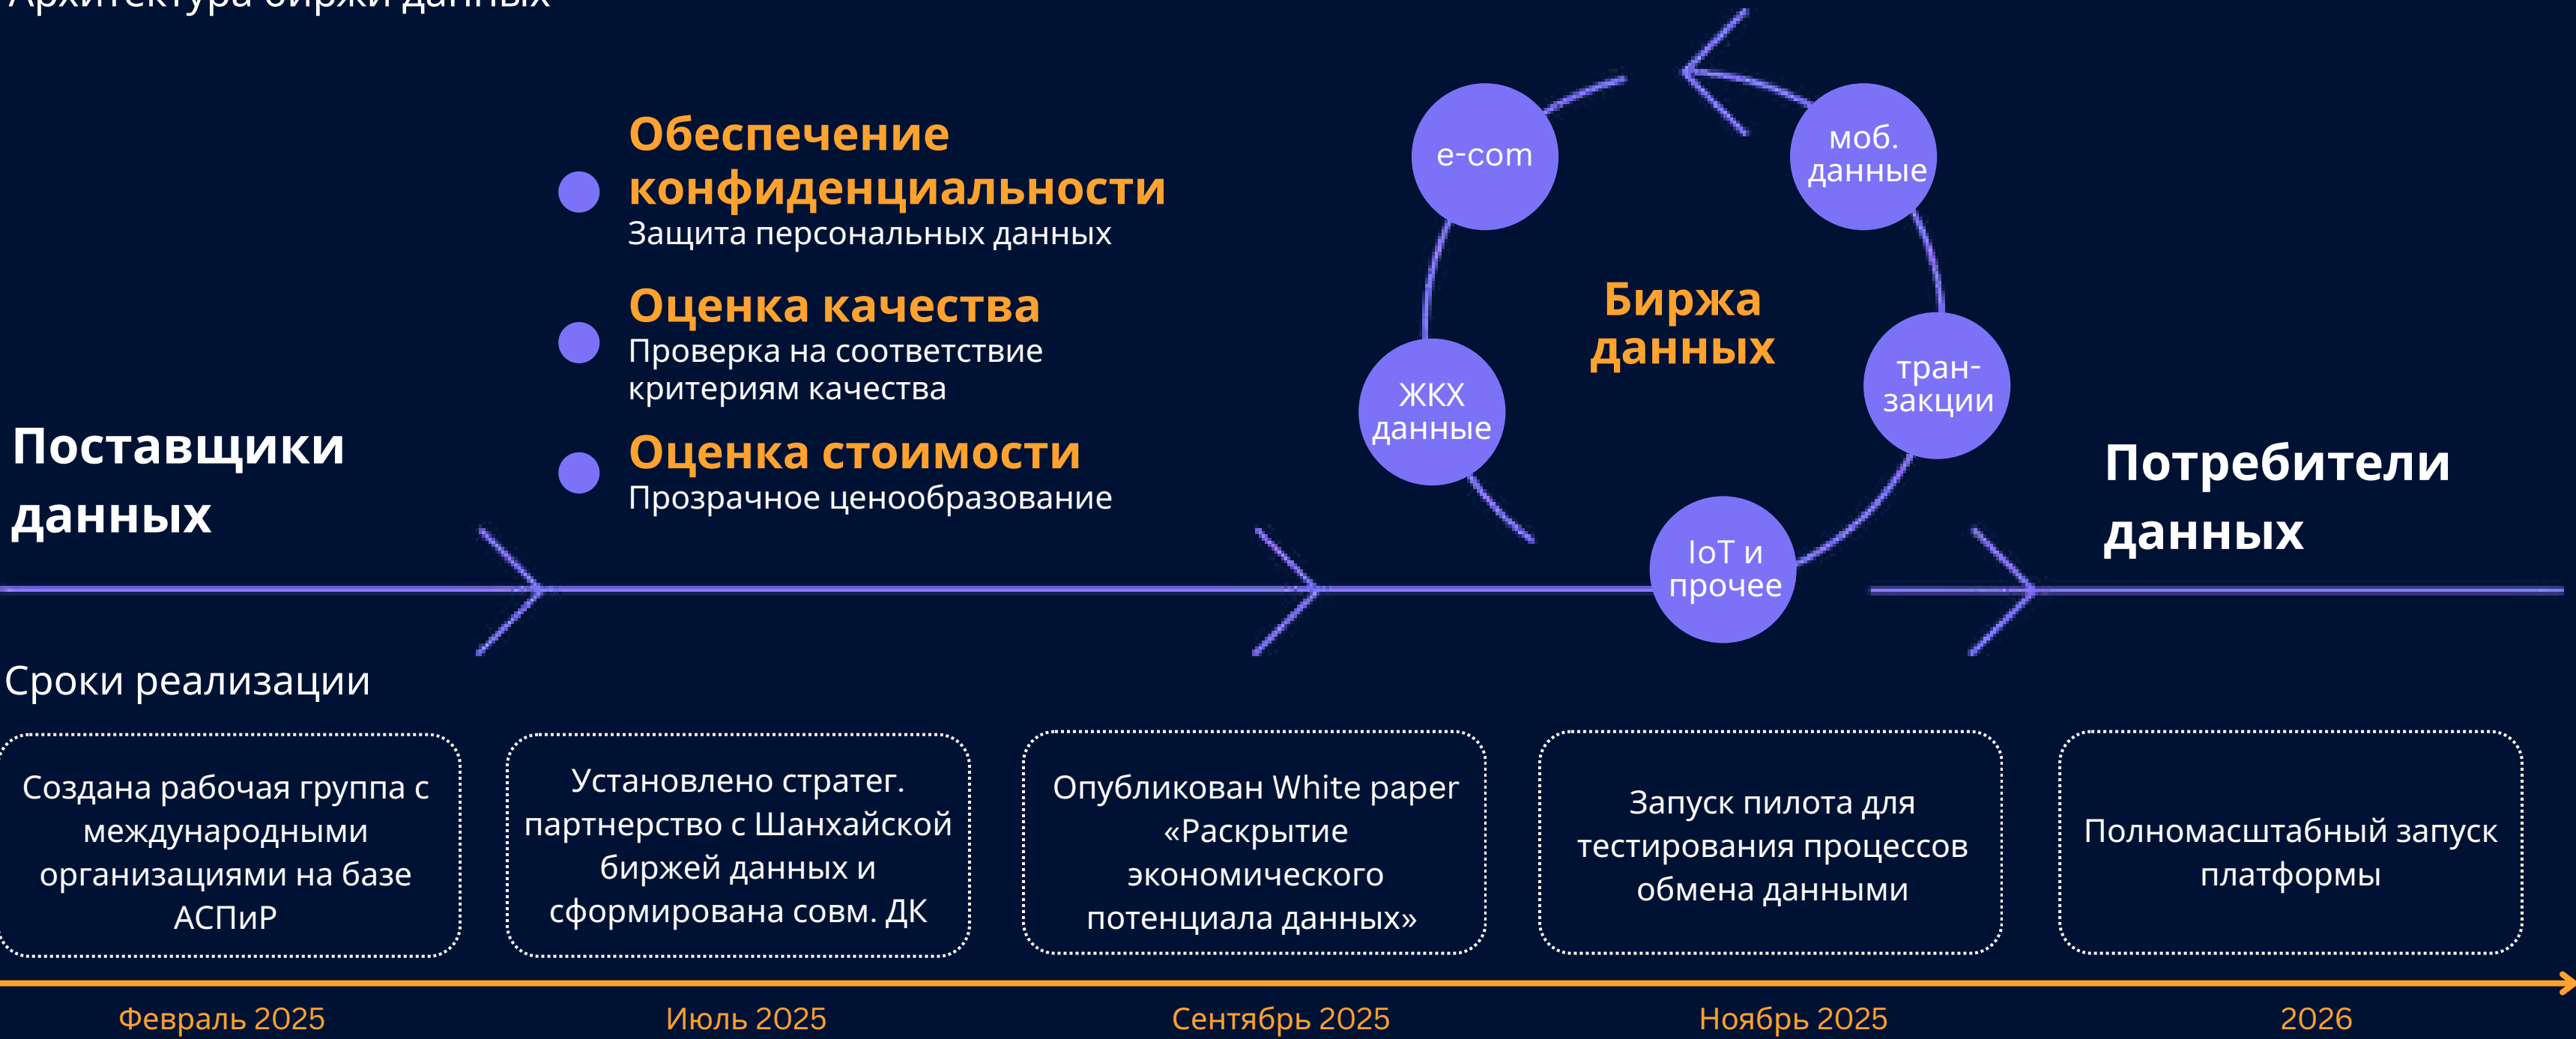 Архитектура биржи данных
Обеспечение
конфиденциальности
Защита персональных данных
Оценка качества
Проверка на соответствие
критериям качества
Оценка стоимости
Прозрачное ценообразование
Поставщики
данных
e-com
моб.
данные
Биржа
данных
ЖКХ
данные
тран-
закции
IoT и
прочее
Потребители
данных
Сроки реализации
Создана рабочая группа с
международными
организациями на базе
АСПиР
Установлено стратег.
партнерство с Шанхайской
биржей данных и
сформирована совм. ДК
Опубликован White paper
«Раскрытие
экономического
потенциала данных»
Запуск пилота для
тестирования процессов
обмена данными
Полномасштабный запуск
платформы
Февраль 2025
Июль 2025
Сентябрь 2025
Ноябрь 2025
2026